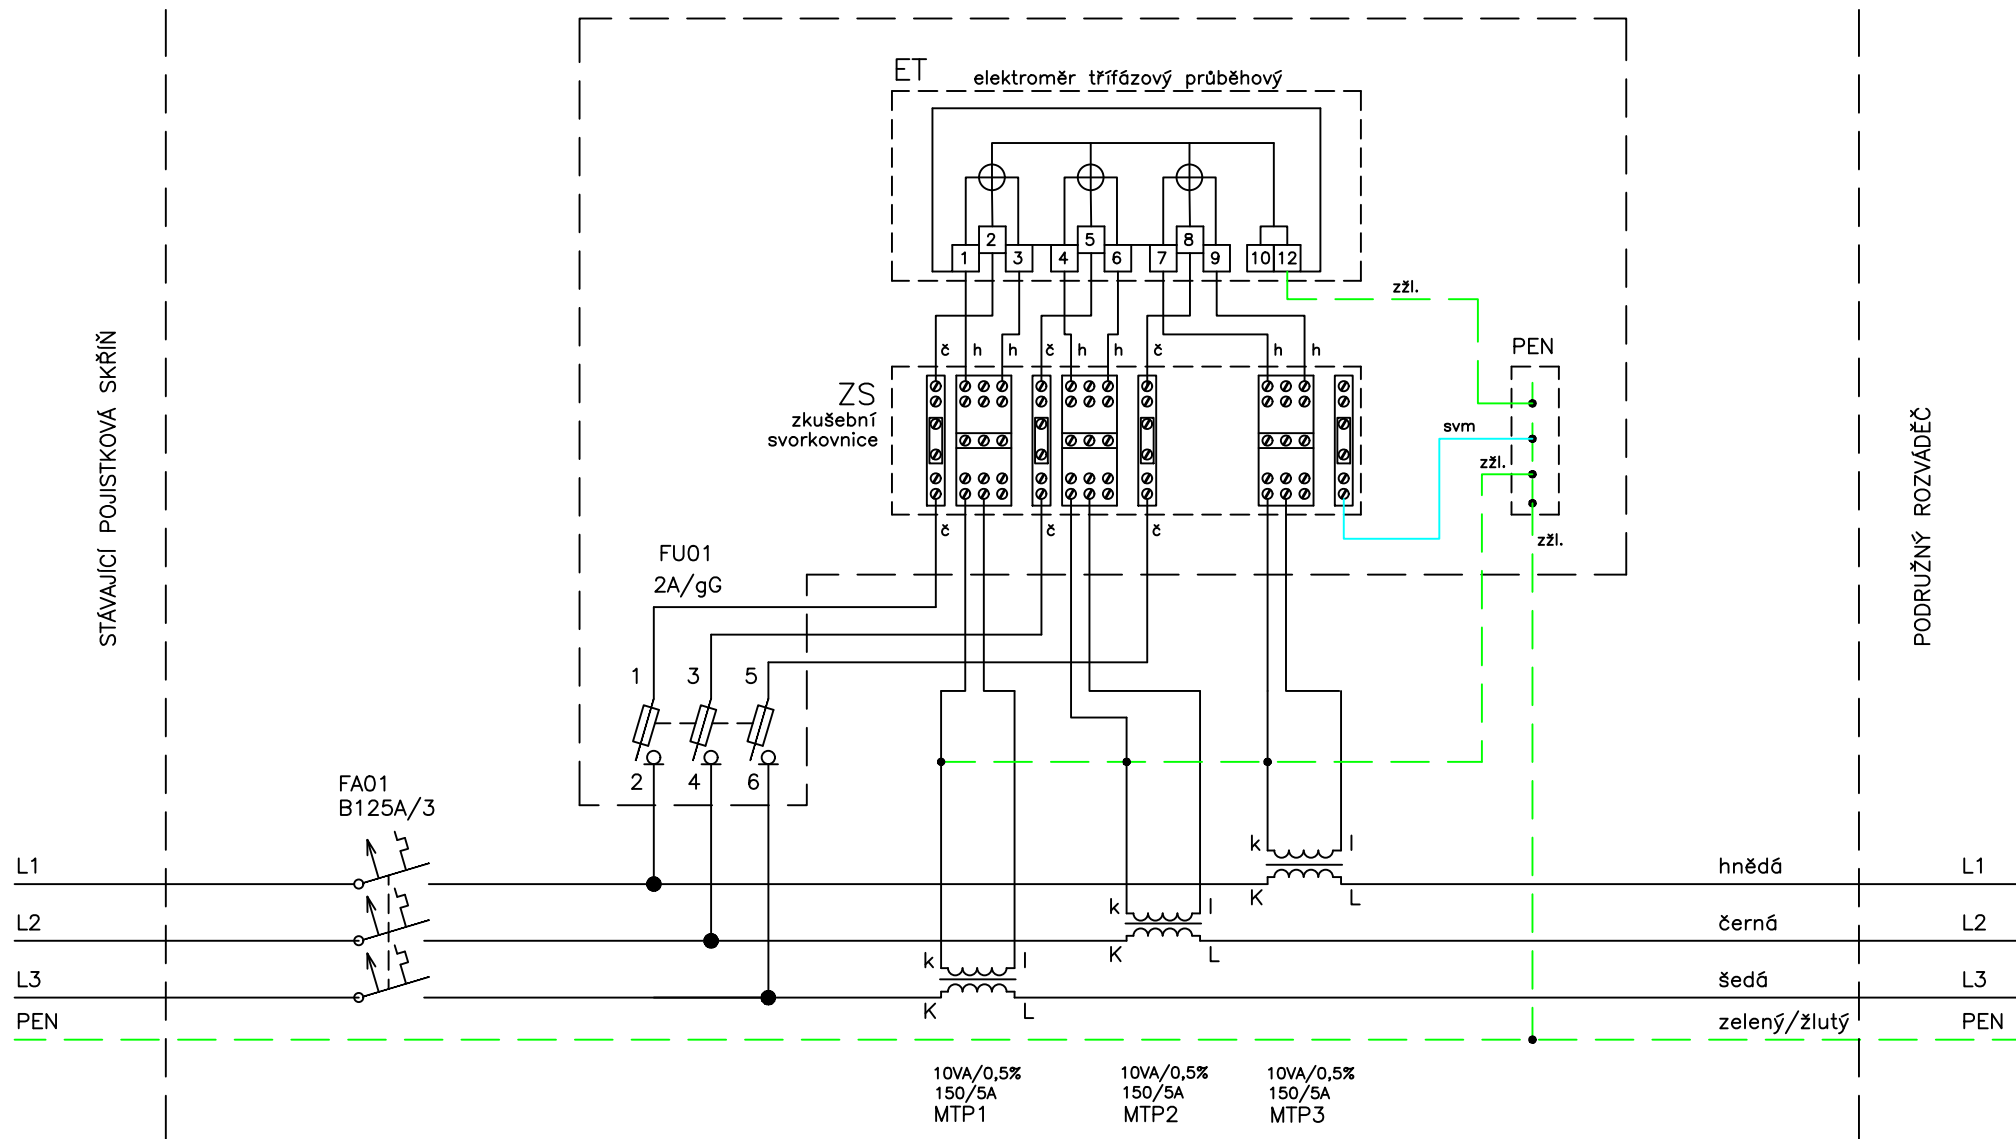 ET
elektroměr třífázový průběhový
2
5
8
1
3
4
6
7
9
10
12
zžl.
č
h
h
č
h
h
č
h
h
PEN
ZS
zkušební
svorkovnice
svm
zžl.
č
č
č
zžl.
FU01
2A/gG
1
3
5
2
4
6
STÁVAJÍCÍ POJISTKOVÁ SKŘÍŇ
PODRUŽNÝ ROZVÁDĚČ
FA01
B125A/3
k
l
L1
hnědá
L1
K
L
k
l
L2
černá
L2
K
L
k
l
L3
šedá
L3
K
L
PEN
zelený/žlutý
PEN
10VA/0,5%
150/5A
MTP1
10VA/0,5%
150/5A
MTP2
10VA/0,5%
150/5A
MTP3